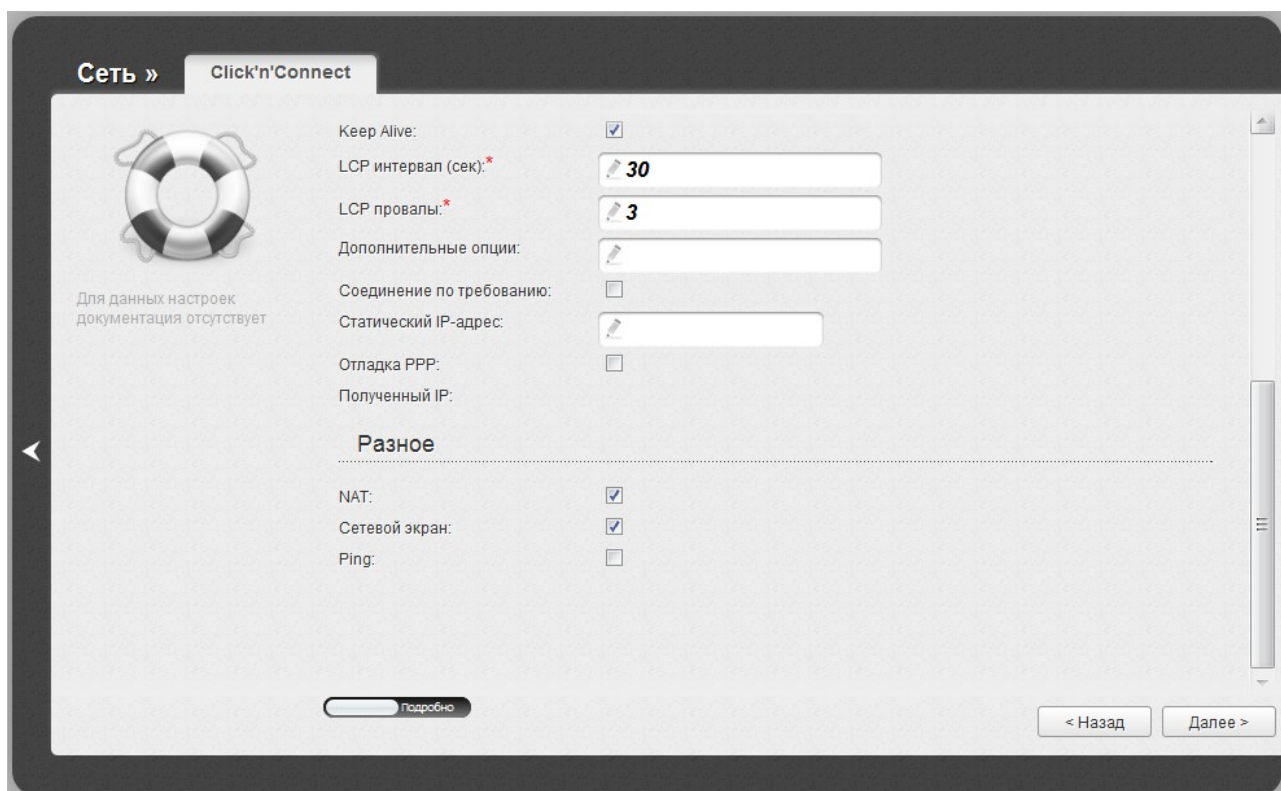 Сеть »
Click'n'Connect
Для данных настроек
документация отсутствует
Keep Alive:
LCP интервал (сек):*
30
LCP провалы:*
3
Дополнительные опции:
Соединение по требованию:
Статический IP-адрес:
Отладка PPP:
Полученный IP:
Разное
NAT:
Сетевой экран:
Ping:
Подробно
< Назад
Далее >